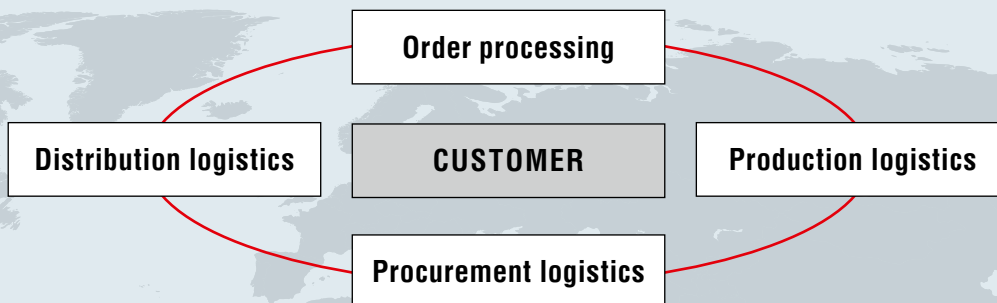 Order processing
Distribution logistics
CUSTOMER
Production logistics
Procurement logistics